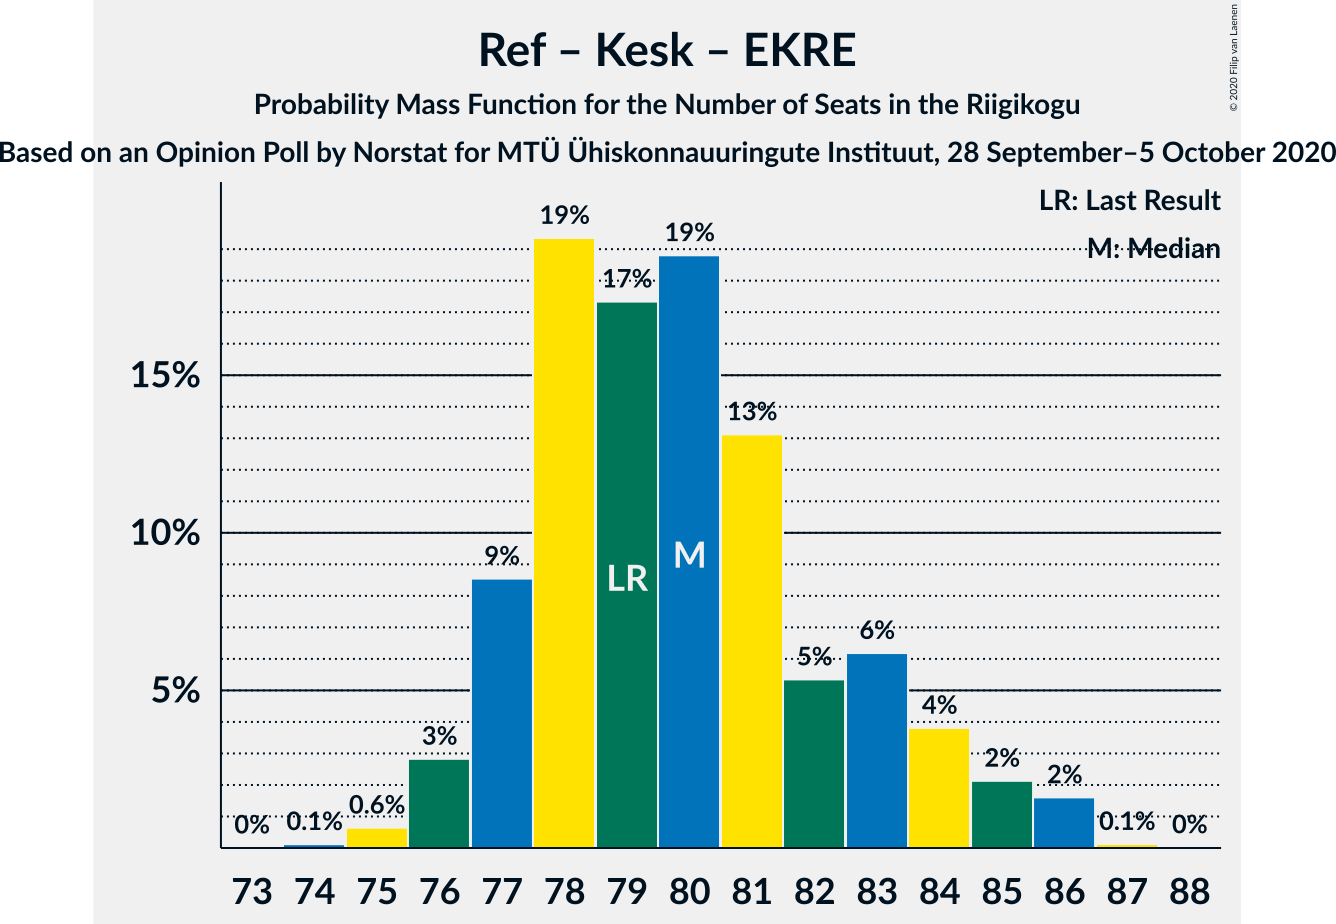 Ref – Kesk – EKRE
Probability Mass Function for the Number of Seats in the Riigikogu
Based on an Opinion Poll by Norstat for MTÜ Ühiskonnauuringute Instituut, 28 September–5 October 2020
© 2020 Filip van Laenen
LR: Last Result
M: Median
15%
10%
5%
0%
0.1%
0.6%
3%
9%
19%
17%
19%
13%
5%
6%
4%
2%
2%
0.1%
0%
LR
M
73 74 75 76 77 78 79 80 81 82 83 84 85 86 87 88